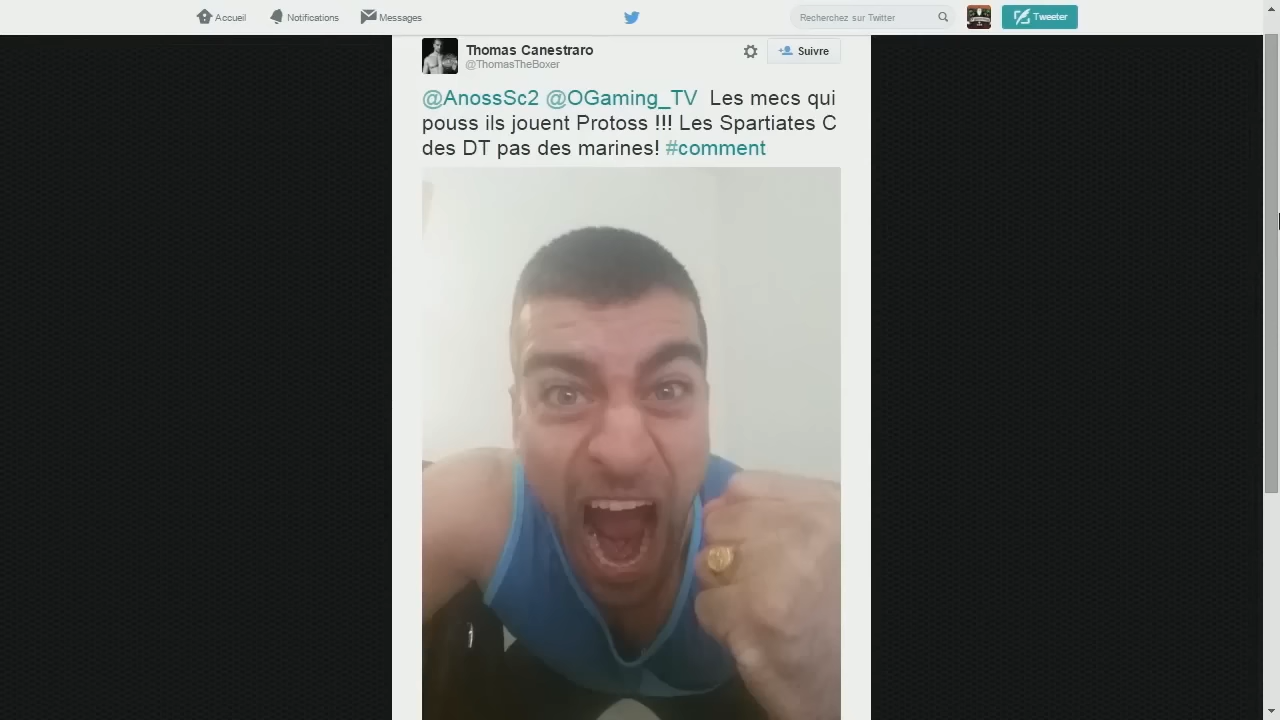 Accueil Notifications Messages Recherchez sur Twitter Tweeter
Thomas Canestraro
@ThomasTheBoxer
Suivre
@AnossSc2 @OGaming_TV Les mecs qui
pouss ils jouent Protoss !!! Les Spartiates C
des DT pas des marines! #comment